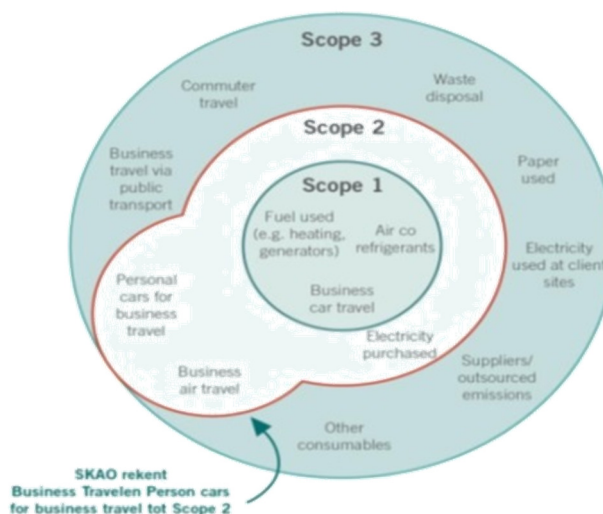 Scope 3
Commuter
travel
Waste
disposal
Scope 2
Business
travel via
public
transport
Paper
used
Scope 1
Fuel used
(e.g. heating,
generators)
Air co
refrigerants
Electricity
used at client
sites
Personal
cars for
business
travel
Business
car travel
Electricity
purchased
Business
air travel
Suppliers/
outsourced
emissions
Other
consumables
SKAO rekent
Business Travelen Person cars
for business travel tot Scope 2